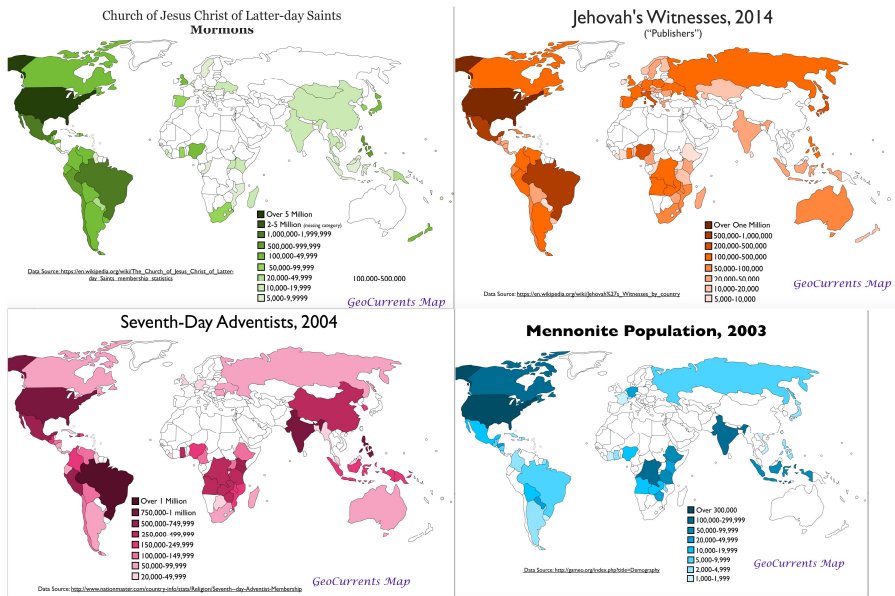 Church of Jesus Christ of Latter-day Saints
Mormons
Over 5 Million
2-5 Million (missing category)
1,000,000-1,999,999
500,000-999,999
100,000-49,999
50,000-99,999
20,000-49,999
10,000-19,999
5,000-9,9999
100,000-500,000
Data Source: https://en.wikipedia.org/wiki/The_Church_of_Jesus_Christ_of_Latter-
day_Saints_membership_statistics
GeoCurrents Map
Jehovah's Witnesses, 2014
("Publishers")
Over One Million
500,000-1,000,000
200,000-500,000
100,000-500,000
50,000-100,000
20,000-50,000
10,000-20,000
5,000-10,000
Data Source: https://en.wikipedia.org/wiki/Jehovah%27s_Witnesses_by_country
GeoCurrents Map
Seventh-Day Adventists, 2004
Over 1 Million
750,000-1 million
500,000-749,999
250,000-499,999
150,000-249,999
100,000-149,999
50,000-99,999
20,000-49,999
Data Source: http://www.nationmaster.com/country-info/stats/Religion/Seventh--day-Adventist-Membership
GeoCurrents Map
Mennonite Population, 2003
Over 300,000
100,000-299,999
50,000-99,999
20,000-49,999
10,000-19,999
5,000-9,999
2,000-4,999
1,000-1,999
Data Source: http://gameo.org/index.php?title=Demography
GeoCurrents Map